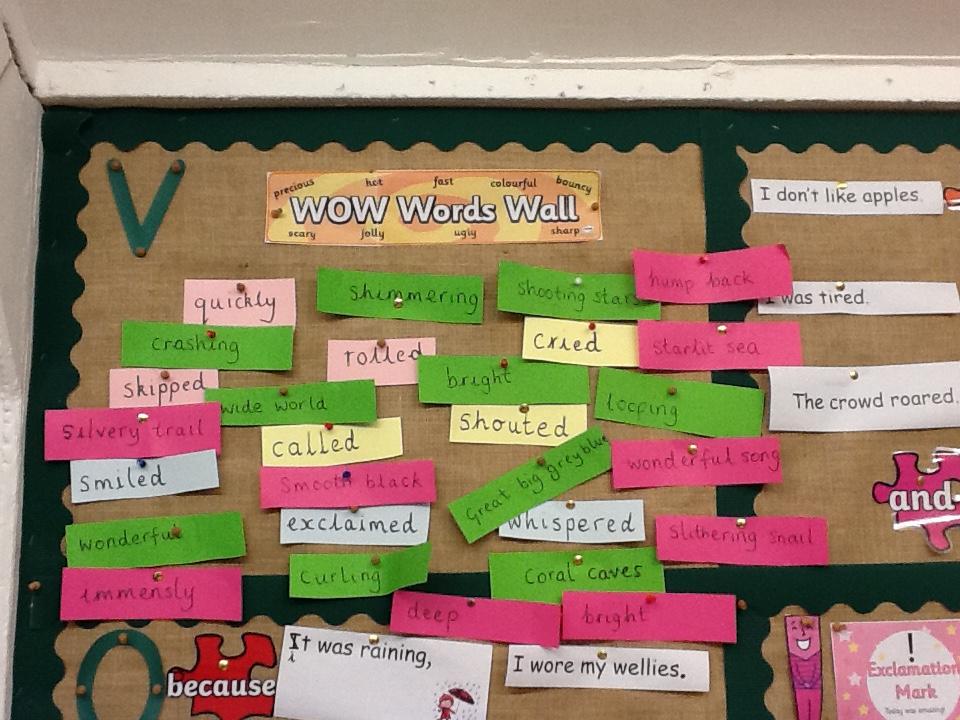 V
precious hot fast colourful bouncy
WOW Words Wall
scary jolly ugly sharp
I don't like apples.
hump back
quickly
shimmering
shooting stars
I was tired.
crashing
rolled
cried
starlit sea
skipped
wide world
bright
looping
The crowd roared.
silvery trail
called
shouted
smiled
smooth black
Great big grey blue
wonderful song
and
exclaimed
whispered
wonderful
slithering snail
curling
coral caves
immensly
deep
bright
O
because
It was raining,
I wore my wellies.
!
Exclamation
Mark
Today was amazing!